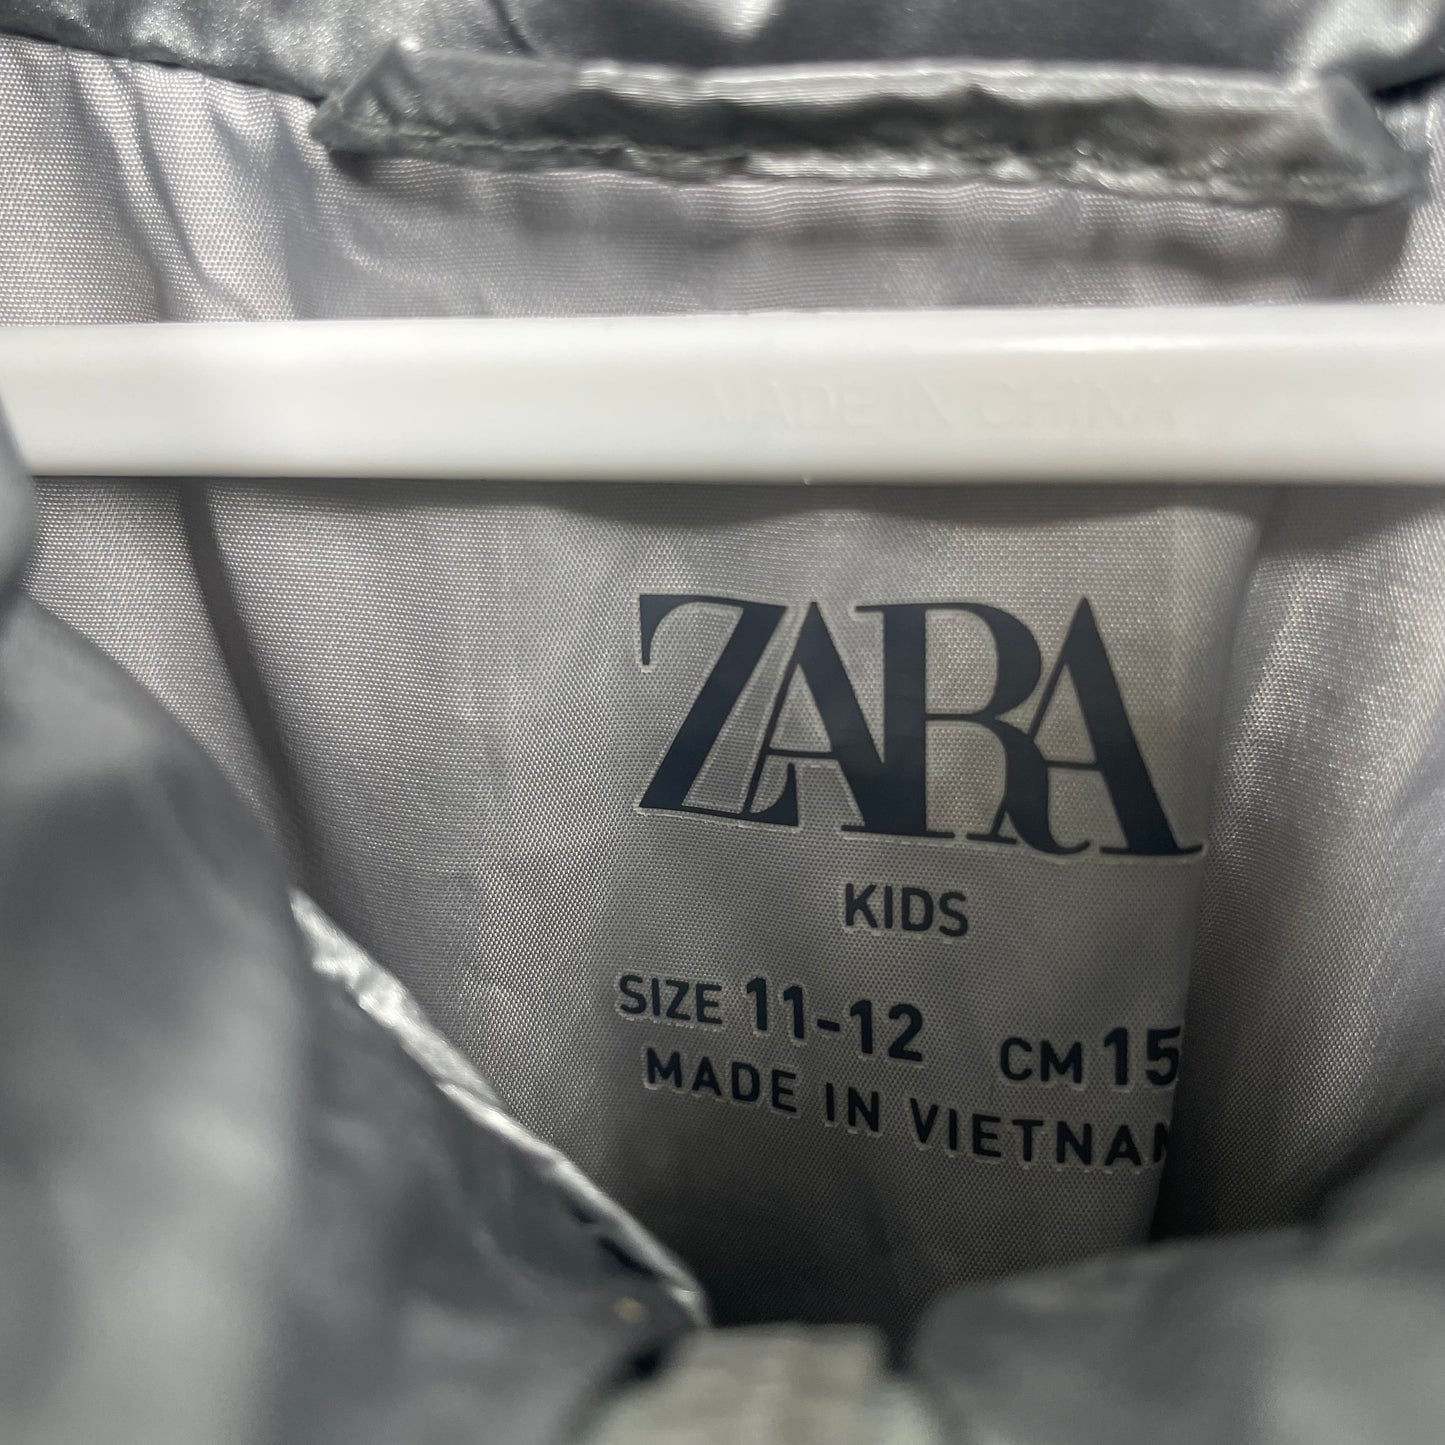 MADE IN CHINA
ZARA
KIDS
SIZE 11-12 CM 15
MADE IN VIETNAM